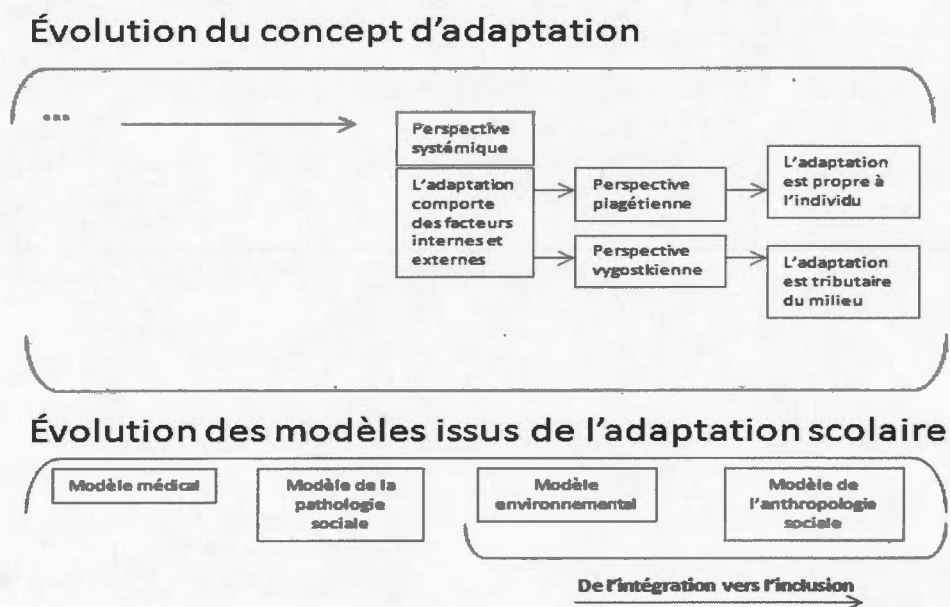 Évolution du concept d'adaptation
...
Perspective
systémique
L'adaptation
comporte
des facteurs
internes et
externes
Perspective
piagétienne
L'adaptation
est propre à
l'individu
Perspective
vygostkienne
L'adaptation
est tributaire
du milieu
Évolution des modèles issus de l'adaptation scolaire
Modèle médical
Modèle de la
pathologie
sociale
Modèle
environnemental
Modèle de
l'anthropologie
sociale
De l'intégration vers l'inclusion